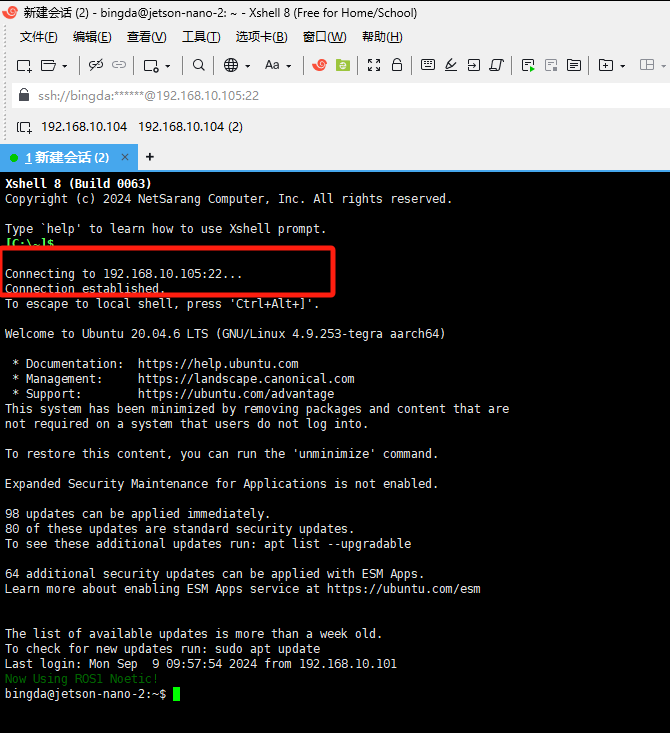 新建会话 (2) - bingda@jetson-nano-2: ~ - Xshell 8 (Free for Home/School)
文件(F) 编辑(E) 查看(V) 工具(T) 选项卡(B) 窗口(W) 帮助(H)
Aa
ssh://bingda:******@192.168.10.105:22
192.168.10.104 192.168.10.104 (2)
1 新建会话 (2) × +
Xshell 8 (Build 0063)
Copyright (c) 2024 NetSarang Computer, Inc. All rights reserved.
Type `help' to learn how to use Xshell prompt.
[C:\~]$
Connecting to 192.168.10.105:22...
Connection established.
To escape to local shell, press 'Ctrl+Alt+]'.
Welcome to Ubuntu 20.04.6 LTS (GNU/Linux 4.9.253-tegra aarch64)
* Documentation: https://help.ubuntu.com
* Management: https://landscape.canonical.com
* Support: https://ubuntu.com/advantage
This system has been minimized by removing packages and content that are
not required on a system that users do not log into.
To restore this content, you can run the 'unminimize' command.
Expanded Security Maintenance for Applications is not enabled.
98 updates can be applied immediately.
80 of these updates are standard security updates.
To see these additional updates run: apt list --upgradable
64 additional security updates can be applied with ESM Apps.
Learn more about enabling ESM Apps service at https://ubuntu.com/esm
The list of available updates is more than a week old.
To check for new updates run: sudo apt update
Last login: Mon Sep  9 09:57:54 2024 from 192.168.10.101
Now Using ROS1 Noetic!
bingda@jetson-nano-2:~$